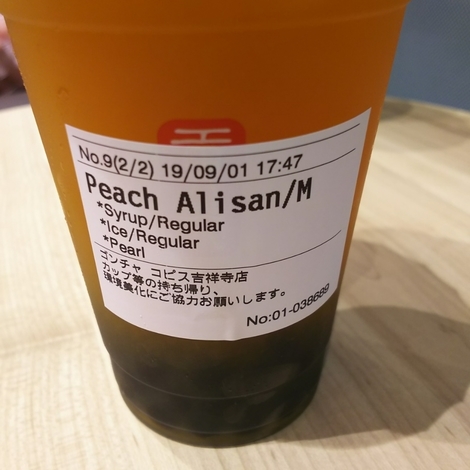 No.9(2/2) 19/09/01 17:47
Peach Alisan/M
*Syrup/Regular
*Ice/Regular
*Pearl
ゴンチャ コピス吉祥寺店
カップ等の持ち帰り、
環境美化にご協力お願いします。
No:01-038689